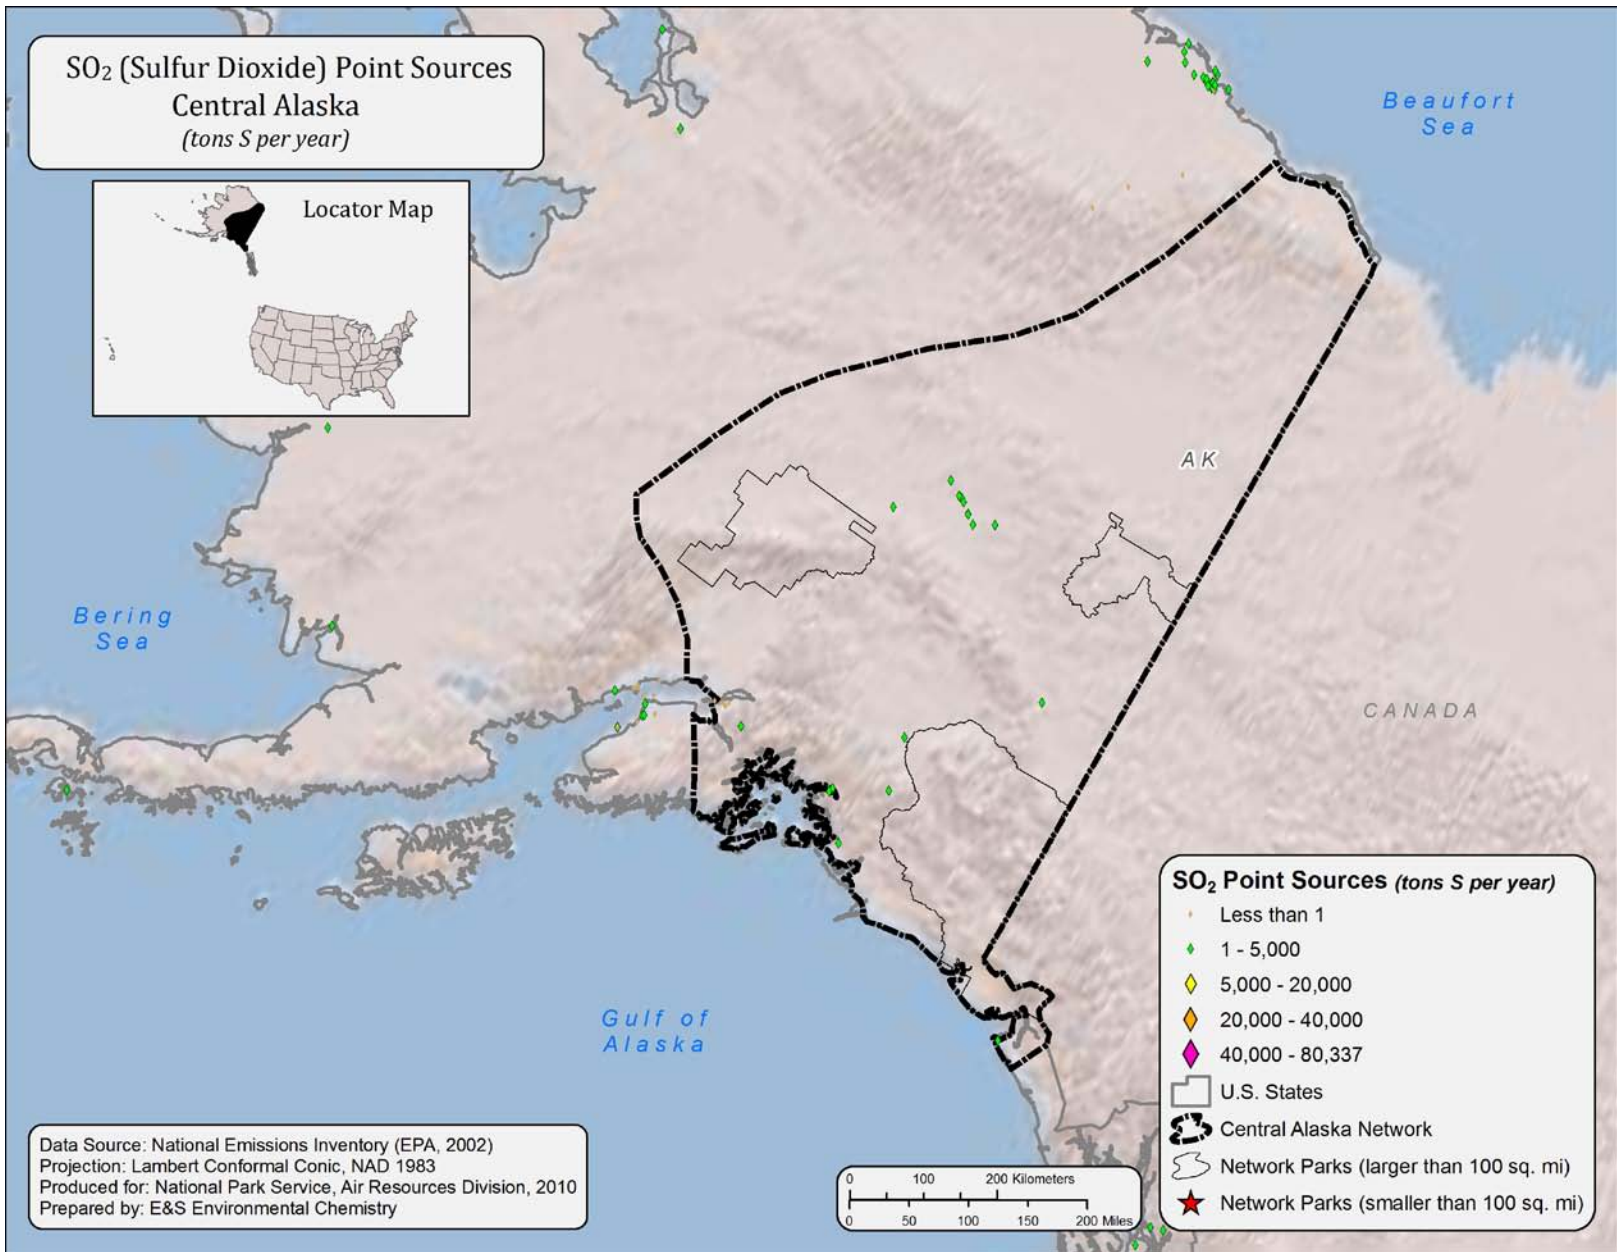 SO₂ (Sulfur Dioxide) Point Sources
Central Alaska
(tons S per year)
Locator Map
Beaufort
Sea
AK
Bering
Sea
CANADA
Gulf of
Alaska
SO₂ Point Sources (tons S per year)
Less than 1
1 - 5,000
5,000 - 20,000
20,000 - 40,000
40,000 - 80,337
U.S. States
Central Alaska Network
Network Parks (larger than 100 sq. mi)
Network Parks (smaller than 100 sq. mi)
Data Source: National Emissions Inventory (EPA, 2002)
Projection: Lambert Conformal Conic, NAD 1983
Produced for: National Park Service, Air Resources Division, 2010
Prepared by: E&S Environmental Chemistry
0 100 200 Kilometers
0 50 100 150 200 Miles